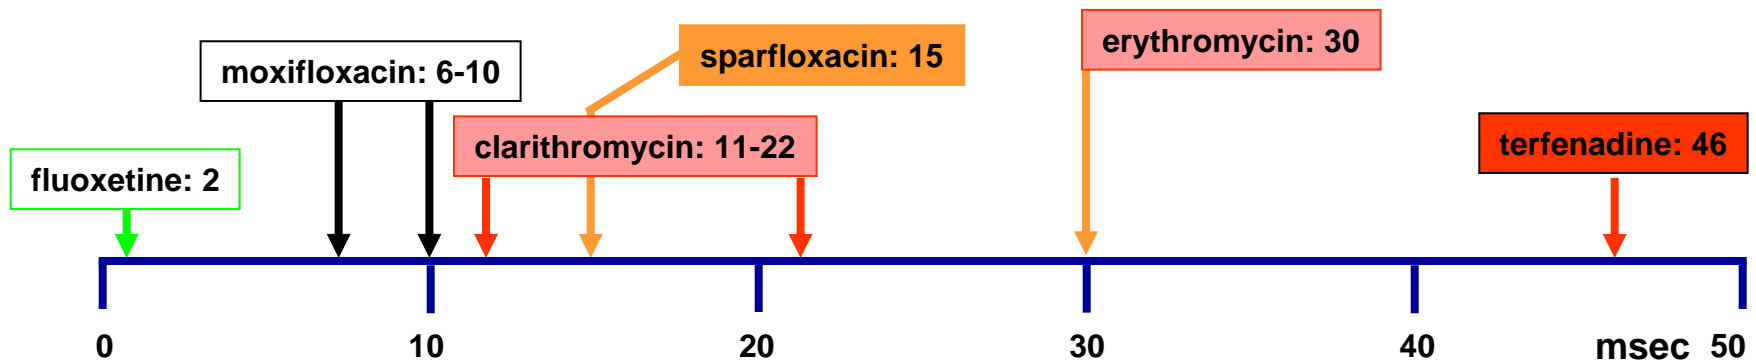 erythromycin: 30
sparfloxacin: 15
moxifloxacin: 6-10
clarithromycin: 11-22
terfenadine: 46
fluoxetine: 2
0 10 20 30 40 msec 50